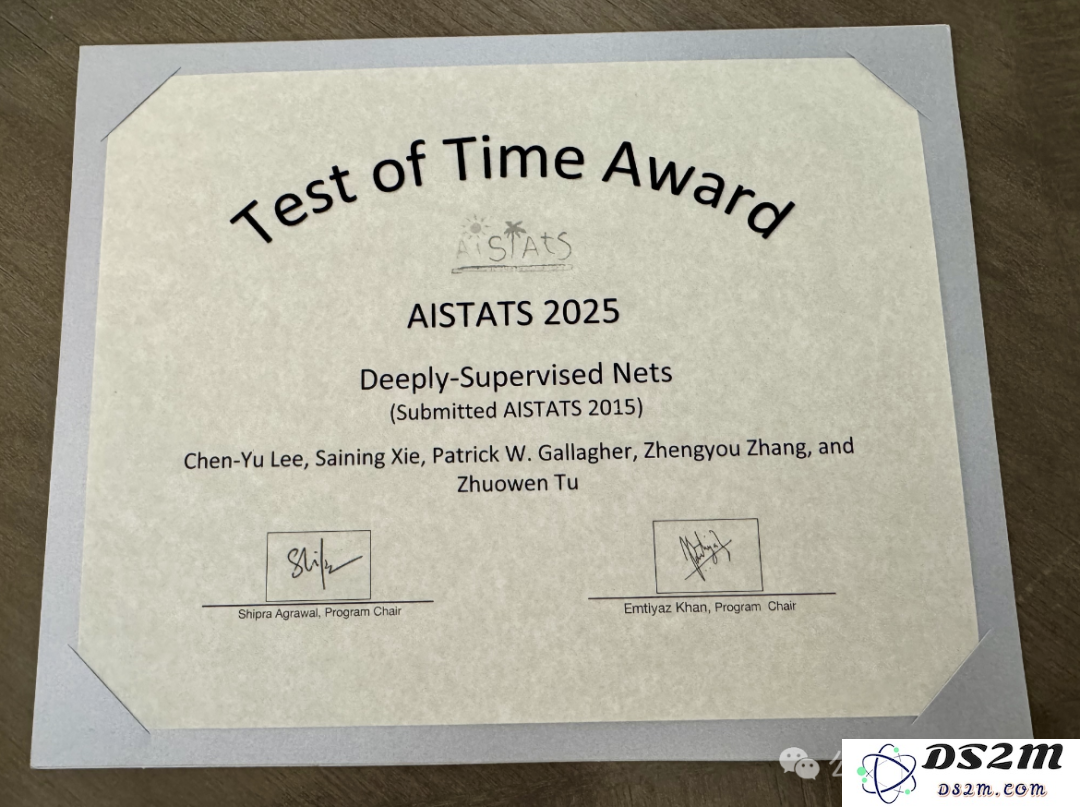 Test of Time Award
AISTATS
AISTATS 2025
Deeply-Supervised Nets
(Submitted AISTATS 2015)
Chen-Yu Lee, Saining Xie, Patrick W. Gallagher, Zhengyou Zhang, and
Zhuowen Tu
Shipra Agrawal, Program Chair
Emtiyaz Khan, Program Chair
DS2M
DS2M.com